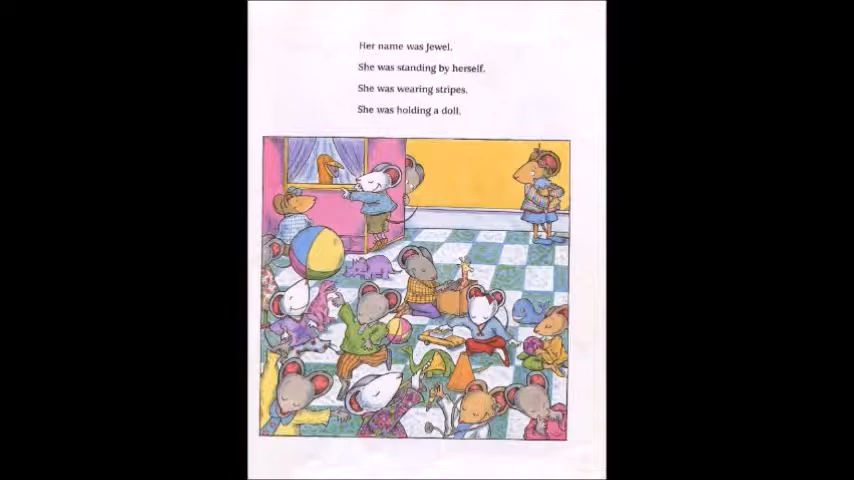 Her name was Jewel.
She was standing by herself.
She was wearing stripes.
She was holding a doll.